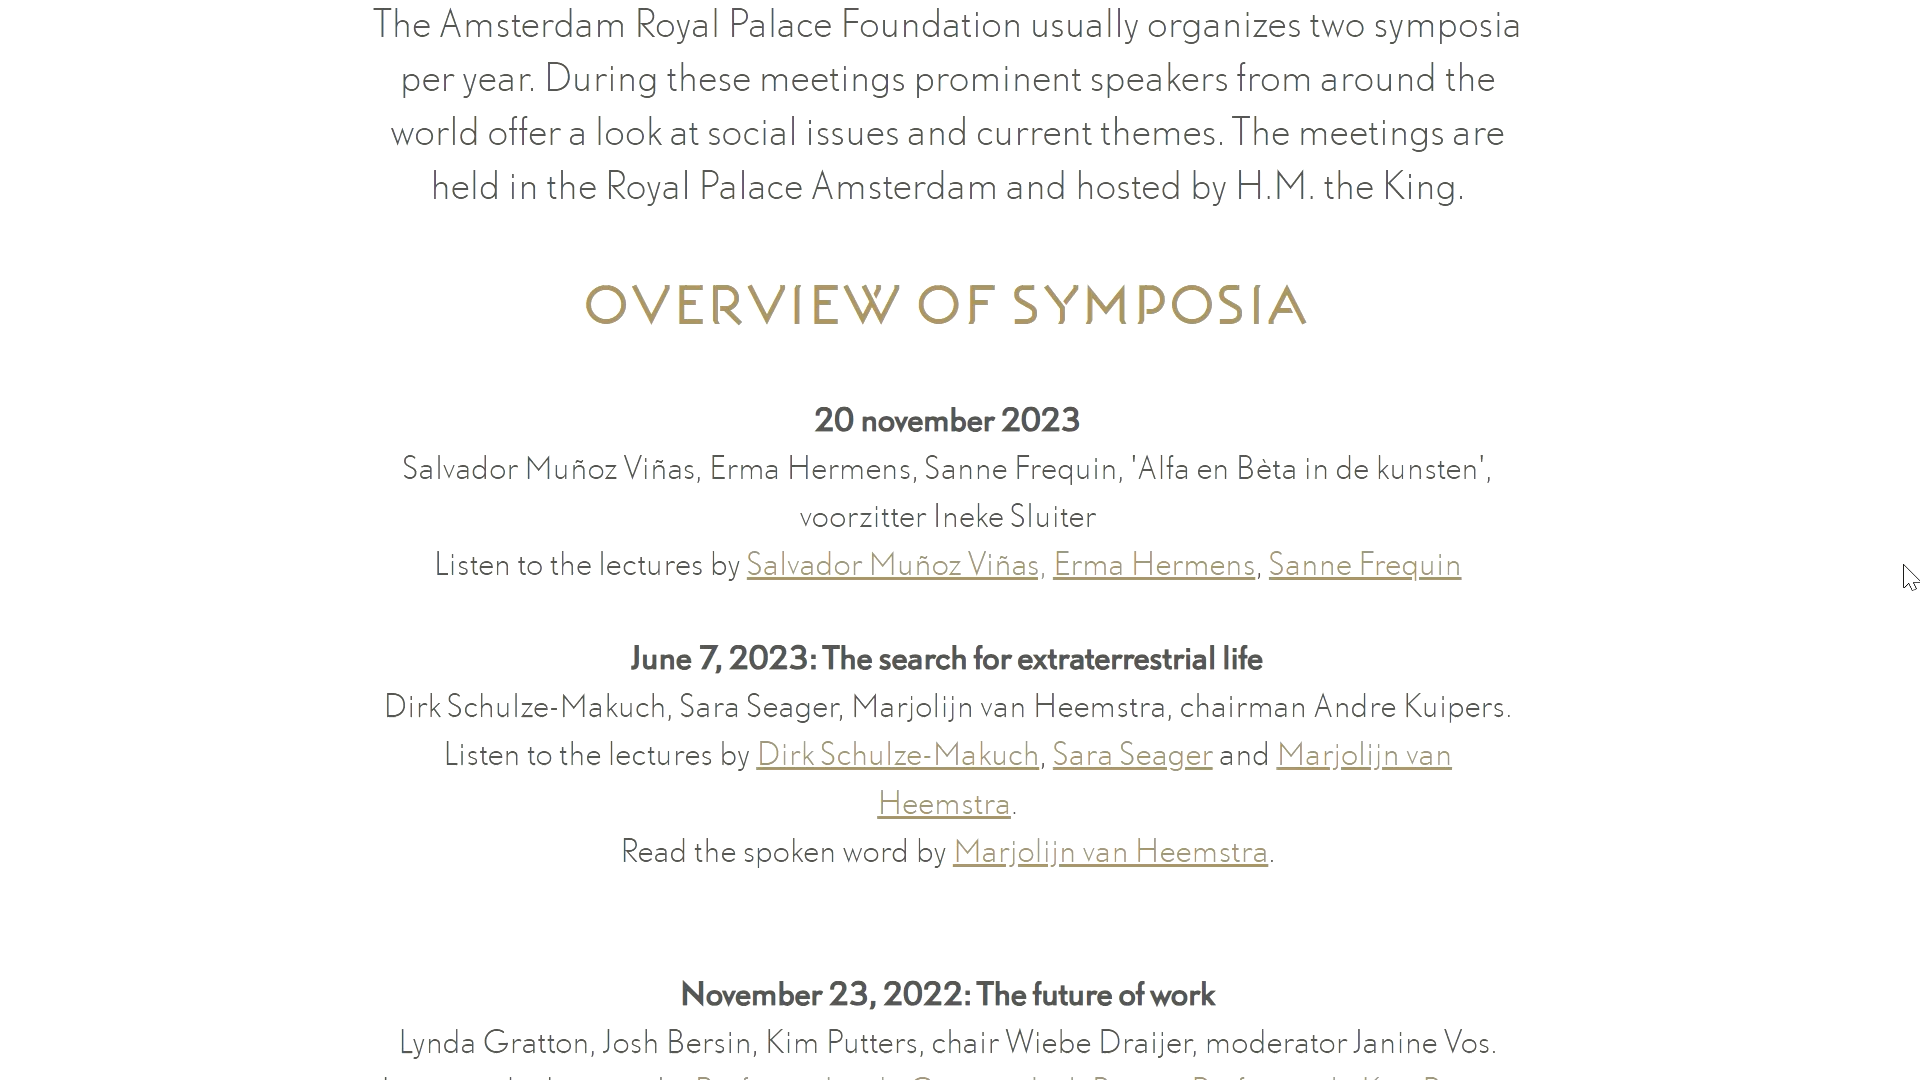 The Amsterdam Royal Palace Foundation usually organizes two symposia
per year. During these meetings prominent speakers from around the
world offer a look at social issues and current themes. The meetings are
held in the Royal Palace Amsterdam and hosted by H.M. the King.
OVERVIEW OF SYMPOSIA
20 november 2023
Salvador Muñoz Viñas, Erma Hermens, Sanne Frequin, 'Alfa en Bèta in de kunsten',
voorzitter Ineke Sluiter
Listen to the lectures by Salvador Muñoz Viñas, Erma Hermens, Sanne Frequin
June 7, 2023: The search for extraterrestrial life
Dirk Schulze-Makuch, Sara Seager, Marjolijn van Heemstra, chairman Andre Kuipers.
Listen to the lectures by Dirk Schulze-Makuch, Sara Seager and Marjolijn van
Heemstra.
Read the spoken word by Marjolijn van Heemstra.
November 23, 2022: The future of work
Lynda Gratton, Josh Bersin, Kim Putters, chair Wiebe Draijer, moderator Janine Vos.